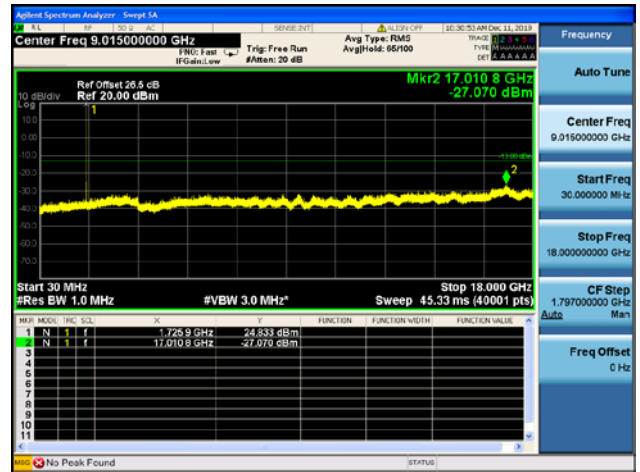 Agilent Spectrum Analyzer - Swept SA
RL RF 50 Ω AC SENSE:INT ALIGN OFF 10:30:53 AM Dec 11, 2019
Center Freq 9.015000000 GHz
PNO: Fast Trig: Free Run Avg Type: RMS TRACE 1 2 3 4 5 6
IFGain:Low #Atten: 20 dB Avg|Hold: 65/100 TYPE
DET A A A A A A
Frequency
Auto Tune
Center Freq
9.015000000 GHz
Start Freq
30.000000 MHz
Stop Freq
18.000000000 GHz
CF Step
1.797000000 GHz
Auto Man
Freq Offset
0 Hz
Ref Offset 26.5 dB
10 dB/div Ref 20.00 dBm
Log
Mkr2 17.010 8 GHz
-27.070 dBm
1
10.0
0.00
-10.0
-13.00 dBm
-20.0
2
-30.0
-40.0
-50.0
-60.0
-70.0
Start 30 MHz Stop 18.000 GHz
#Res BW 1.0 MHz #VBW 3.0 MHz* Sweep 45.33 ms (40001 pts)
MKR MODE TRC SCL X Y FUNCTION FUNCTION WIDTH FUNCTION VALUE
1 N 1 f 1.725 9 GHz 24.833 dBm
2 N 1 f 17.010 8 GHz -27.070 dBm
3
4
5
6
7
8
9
10
11
MSG No Peak Found STATUS